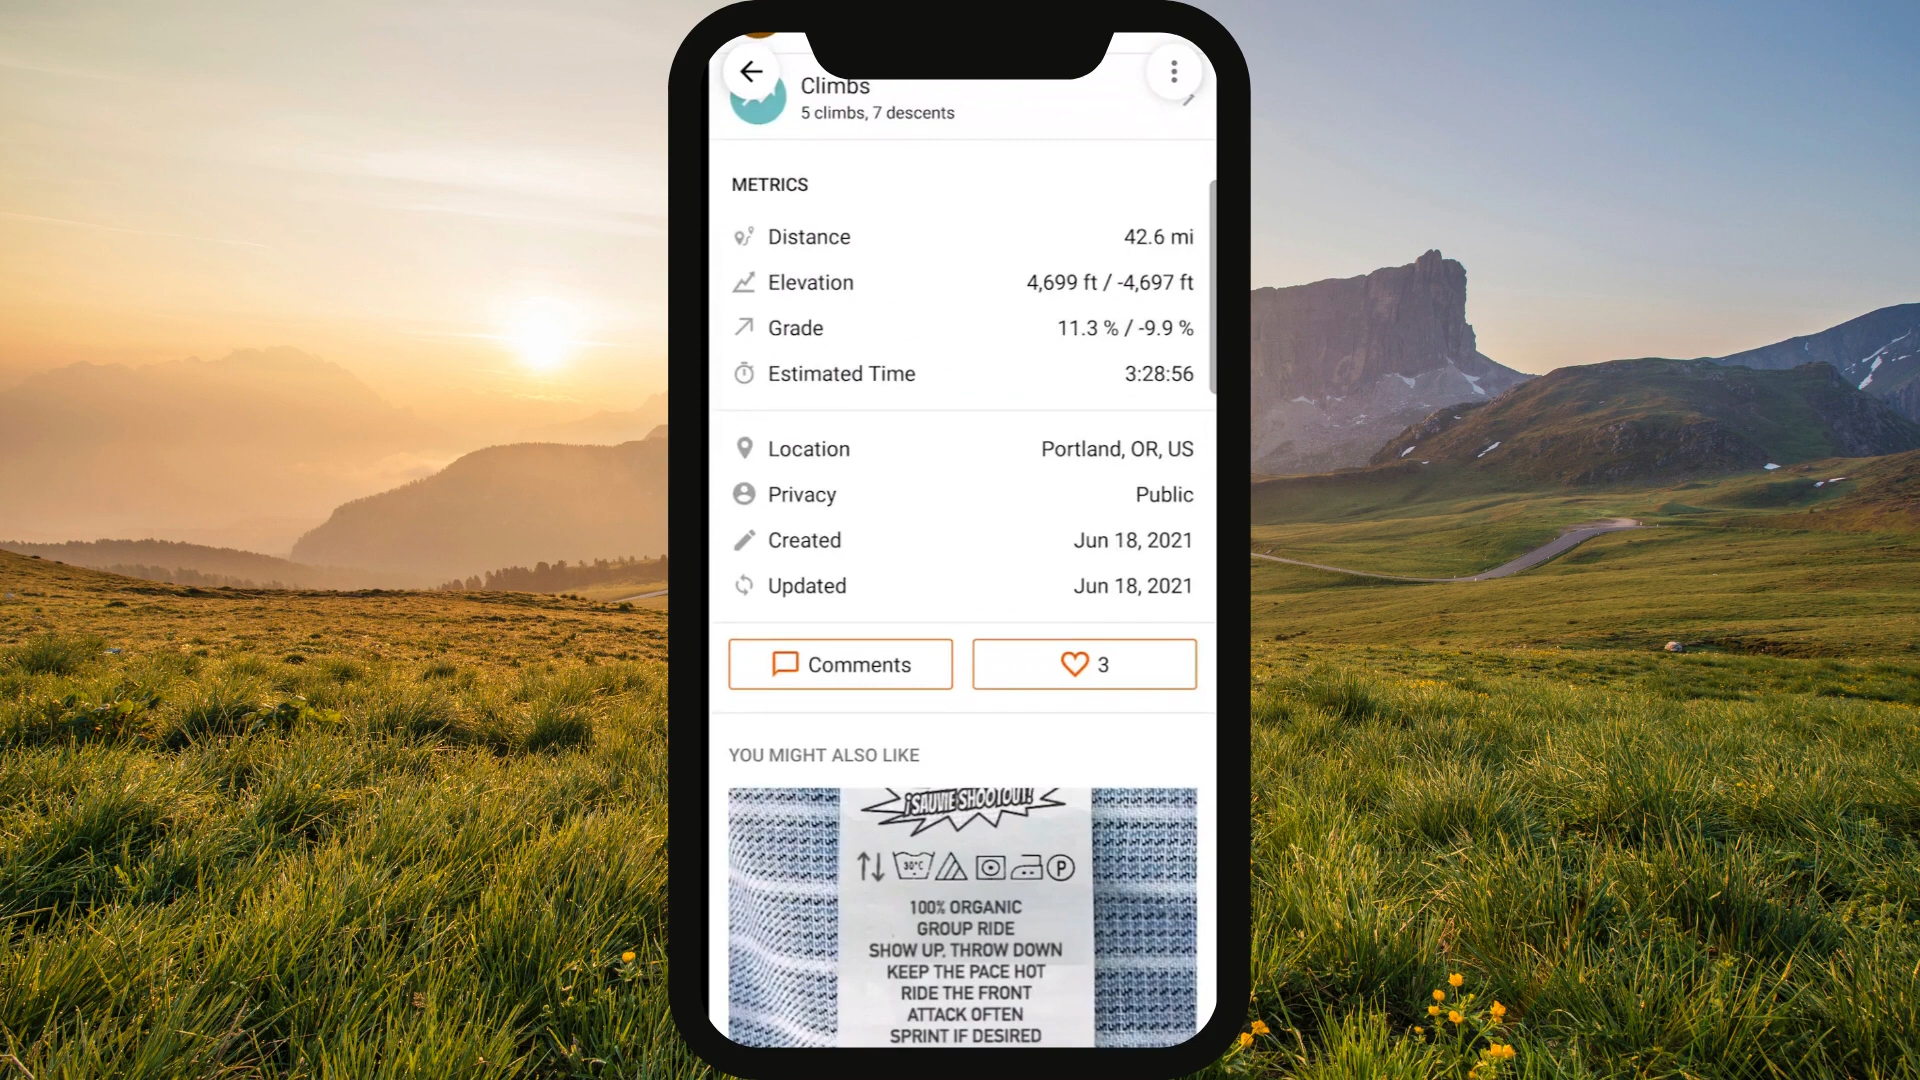 Climbs
5 climbs, 7 descents
METRICS
Distance 42.6 mi
Elevation 4,699 ft / -4,697 ft
Grade 11.3 % / -9.9 %
Estimated Time 3:28:56
Location Portland, OR, US
Privacy Public
Created Jun 18, 2021
Updated Jun 18, 2021
Comments 3
YOU MIGHT ALSO LIKE
¡SAUVIE SHOOTOUT!
30°C P
100% ORGANIC
GROUP RIDE
SHOW UP, THROW DOWN
KEEP THE PACE HOT
RIDE THE FRONT
ATTACK OFTEN
SPRINT IF DESIRED